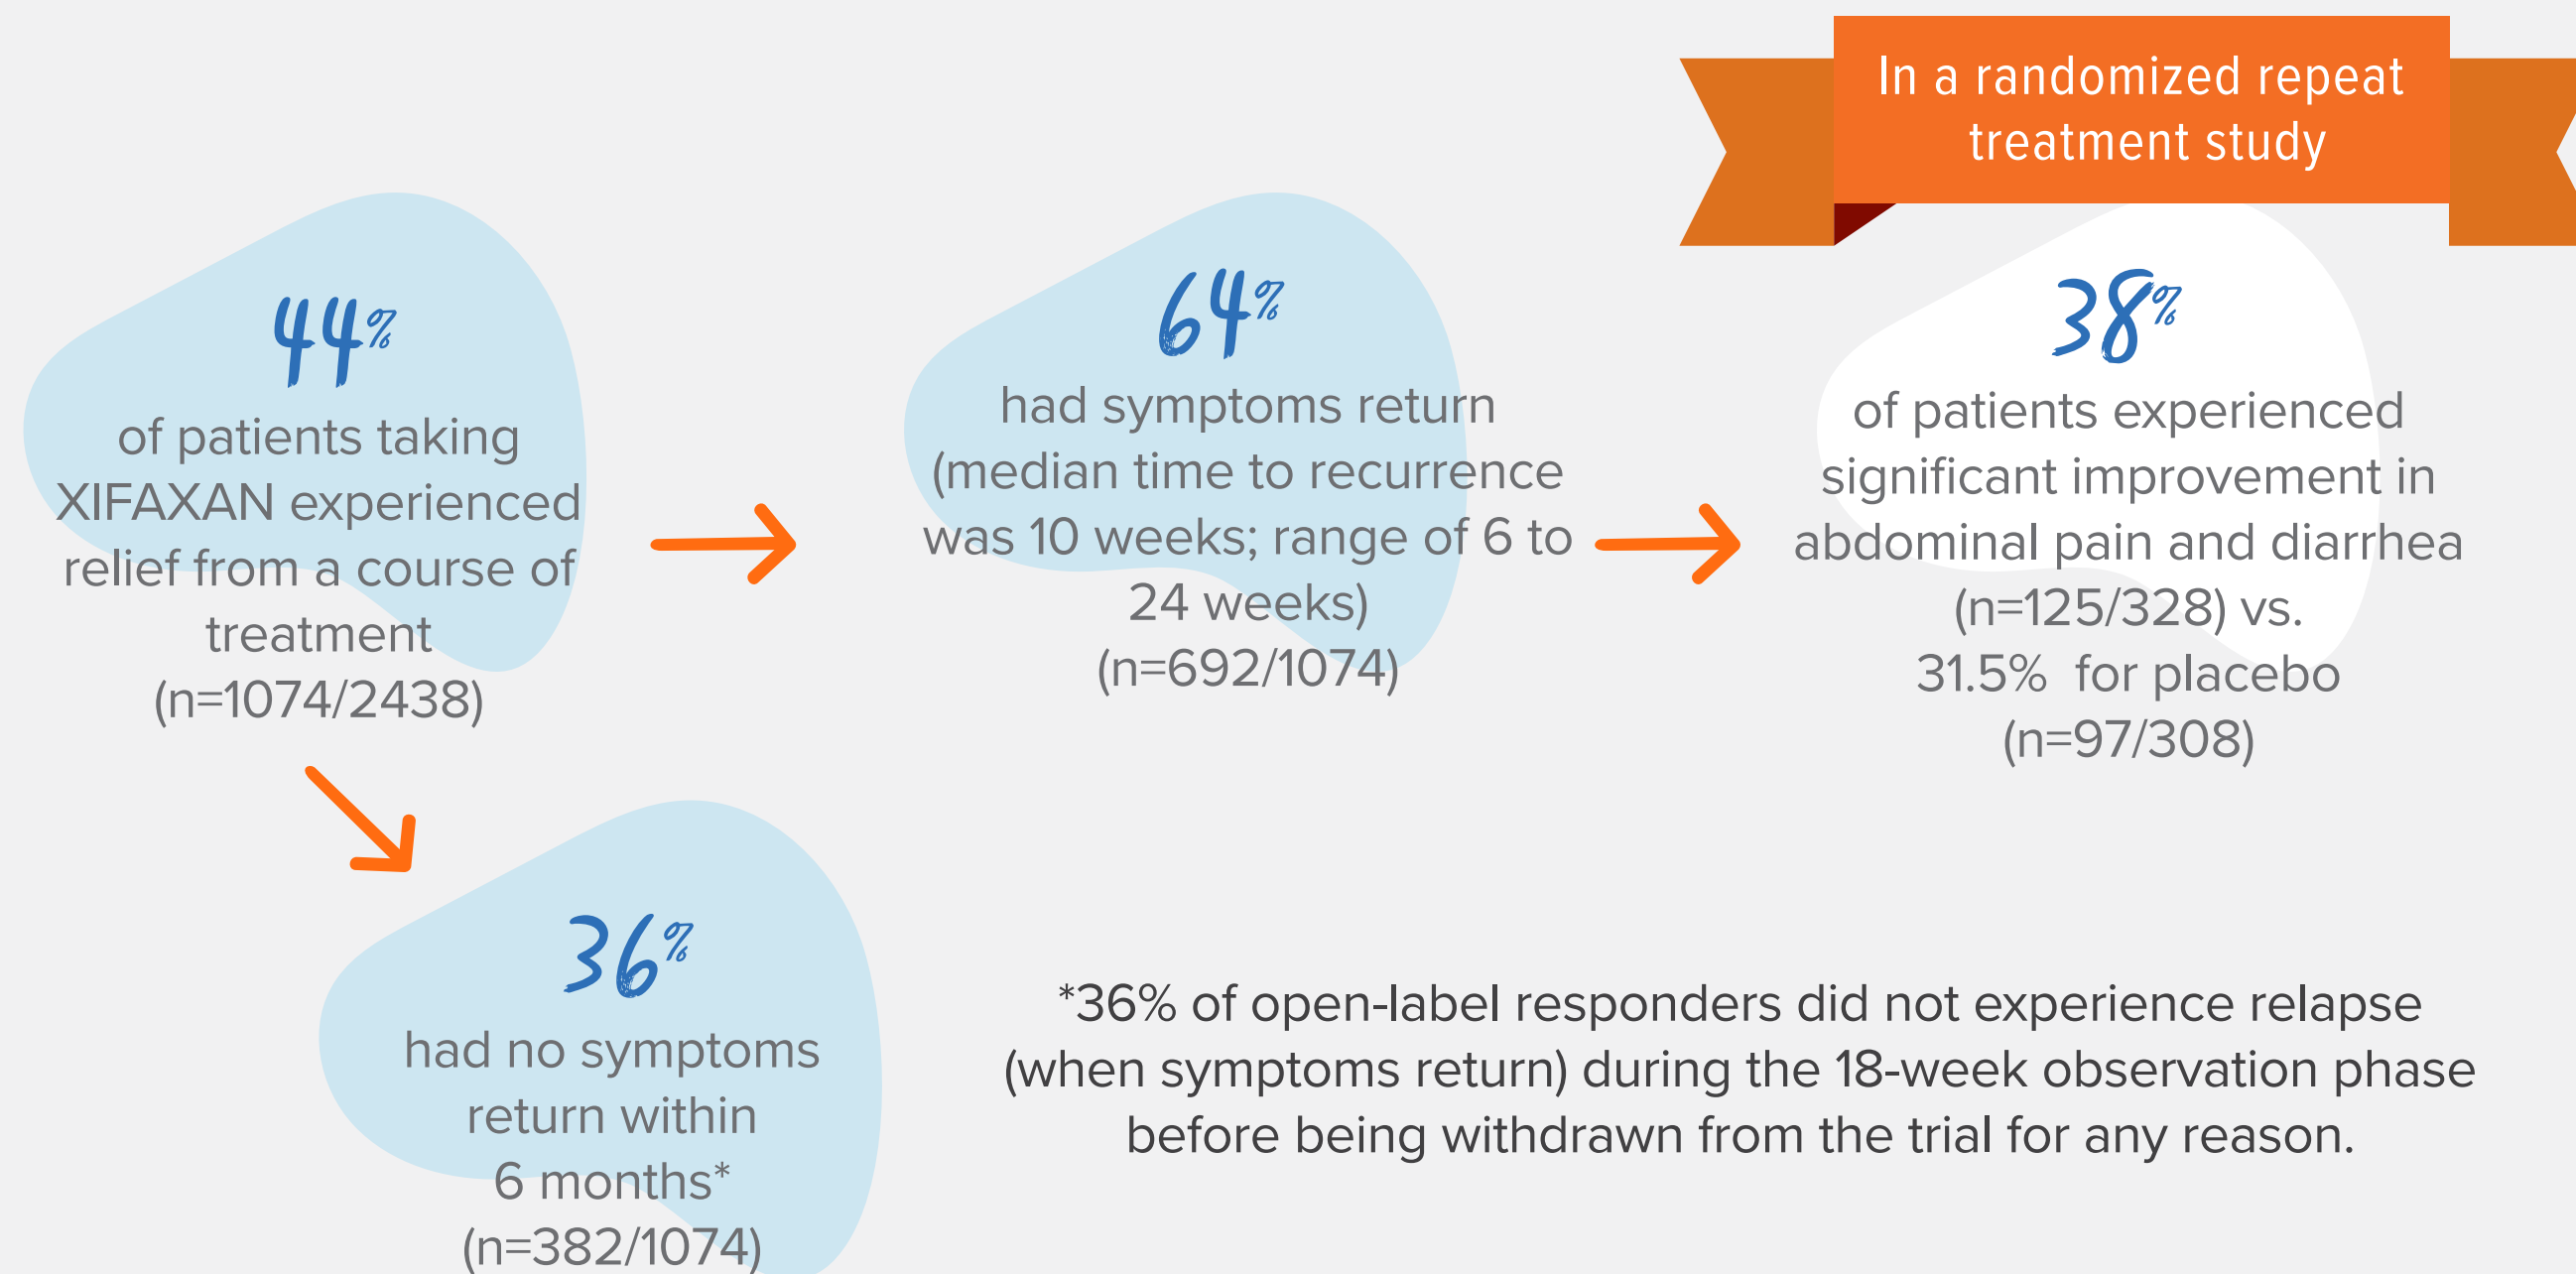 In a randomized repeat
treatment study
44%
of patients taking
XIFAXAN experienced
relief from a course of
treatment
(n=1074/2438)
64%
had symptoms return
(median time to recurrence
was 10 weeks; range of 6 to
24 weeks)
(n=692/1074)
38%
of patients experienced
significant improvement in
abdominal pain and diarrhea
(n=125/328) vs.
31.5% for placebo
(n=97/308)
36%
had no symptoms
return within
6 months*
(n=382/1074)
*36% of open-label responders did not experience relapse
(when symptoms return) during the 18-week observation phase
before being withdrawn from the trial for any reason.